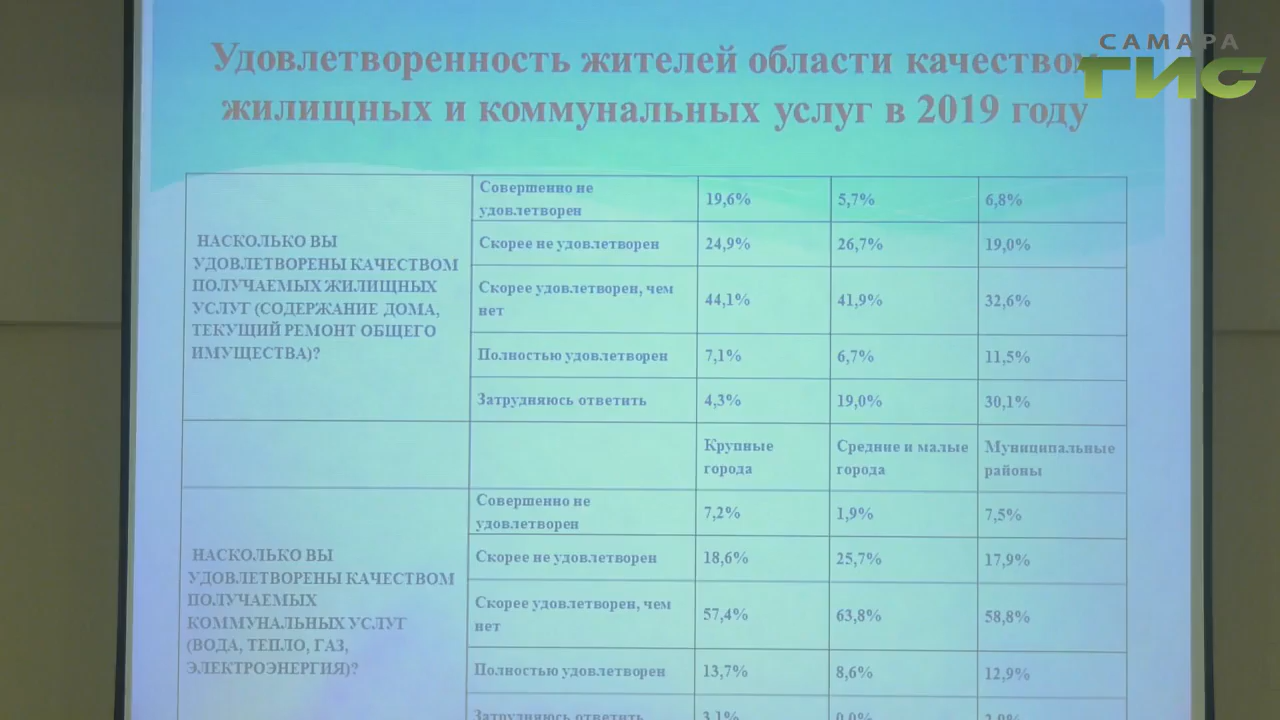 САМАРА
ГИС
Удовлетворенность жителей области качеством
жилищных и коммунальных услуг в 2019 году
НАСКОЛЬКО ВЫ
УДОВЛЕТВОРЕНЫ КАЧЕСТВОМ
ПОЛУЧАЕМЫХ ЖИЛИЩНЫХ
УСЛУГ (СОДЕРЖАНИЕ ДОМА,
ТЕКУЩИЙ РЕМОНТ ОБЩЕГО
ИМУЩЕСТВА)?
Совершенно не
удовлетворен
19,6%
5,7%
6,8%
Скорее не удовлетворен
24,9%
26,7%
19,0%
Скорее удовлетворен, чем
нет
44,1%
41,9%
32,6%
Полностью удовлетворен
7,1%
6,7%
11,5%
Затрудняюсь ответить
4,3%
19,0%
30,1%
Крупные
города
Средние и малые
города
Муниципальные
районы
НАСКОЛЬКО ВЫ
УДОВЛЕТВОРЕНЫ КАЧЕСТВОМ
ПОЛУЧАЕМЫХ
КОММУНАЛЬНЫХ УСЛУГ
(ВОДА, ТЕПЛО, ГАЗ,
ЭЛЕКТРОЭНЕРГИЯ)?
Совершенно не
удовлетворен
7,2%
1,9%
7,5%
Скорее не удовлетворен
18,6%
25,7%
17,9%
Скорее удовлетворен, чем
нет
57,4%
63,8%
58,8%
Полностью удовлетворен
13,7%
8,6%
12,9%
Затрудняюсь ответить
3,1%
0,0%